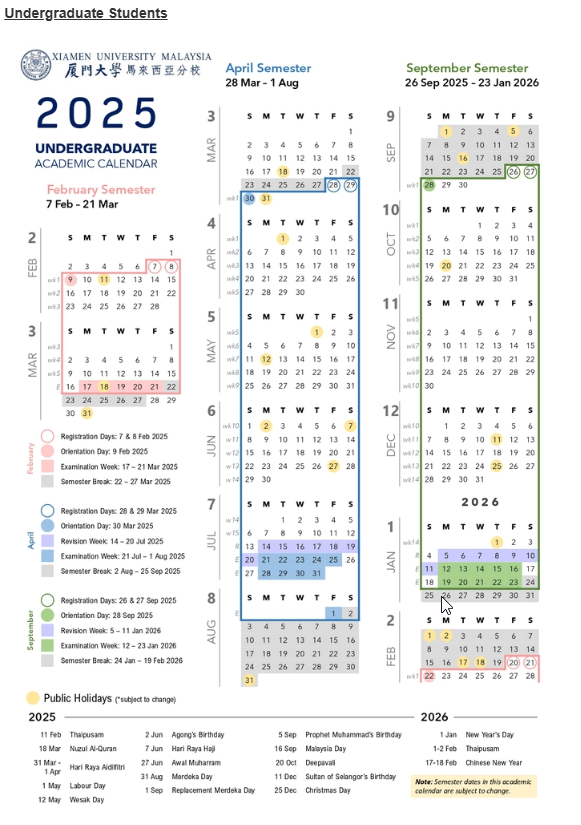 Undergraduate Students
XIAMEN UNIVERSITY MALAYSIA
廈門大學 馬來西亞分校
2025
UNDERGRADUATE
ACADEMIC CALENDAR
February Semester
7 Feb - 21 Mar
2
FEB
S M T W T F S
1
2 3 4 5 6 7 8
wk1 9 10 11 12 13 14 15
wk2 16 17 18 19 20 21 22
wk3 23 24 25 26 27 28
3
MAR
S M T W T F S
wk3 1
wk4 2 3 4 5 6 7 8
wk5 9 10 11 12 13 14 15
E 16 17 18 19 20 21 22
23 24 25 26 27 28 29
30 31
February
Registration Days: 7 & 8 Feb 2025
Orientation Day: 9 Feb 2025
Examination Week: 17 – 21 Mar 2025
Semester Break: 22 – 27 Mar 2025
April
Registration Days: 28 & 29 Mar 2025
Orientation Day: 30 Mar 2025
Revision Week: 14 – 20 Jul 2025
Examination Week: 21 Jul – 1 Aug 2025
Semester Break: 2 Aug – 25 Sep 2025
September
Registration Days: 26 & 27 Sep 2025
Orientation Day: 28 Sep 2025
Revision Week: 5 – 11 Jan 2026
Examination Week: 12 – 23 Jan 2026
Semester Break: 24 Jan – 19 Feb 2026
April Semester
28 Mar - 1 Aug
3
MAR
S M T W T F S
1
2 3 4 5 6 7 8
9 10 11 12 13 14 15
16 17 18 19 20 21 22
23 24 25 26 27 28 29
wk1 30 31
4
APR
S M T W T F S
wk1 1 2 3 4 5
wk2 6 7 8 9 10 11 12
wk3 13 14 15 16 17 18 19
wk4 20 21 22 23 24 25 26
wk5 27 28 29 30
5
MAY
S M T W T F S
wk5 1 2 3
wk6 4 5 6 7 8 9 10
wk7 11 12 13 14 15 16 17
wk8 18 19 20 21 22 23 24
wk9 25 26 27 28 29 30 31
6
JUN
S M T W T F S
wk10 1 2 3 4 5 6 7
w11 8 9 10 11 12 13 14
w12 15 16 17 18 19 20 21
w13 22 23 24 25 26 27 28
w14 29 30
7
JUL
S M T W T F S
w14 1 2 3 4 5
w15 6 7 8 9 10 11 12
R 13 14 15 16 17 18 19
E 20 21 22 23 24 25 26
E 27 28 29 30 31
8
AUG
S M T W T F S
E 1 2
3 4 5 6 7 8 9
10 11 12 13 14 15 16
17 18 19 20 21 22 23
24 25 26 27 28 29 30
31
September Semester
26 Sep 2025 - 23 Jan 2026
9
SEP
S M T W T F S
1 2 3 4 5 6
7 8 9 10 11 12 13
14 15 16 17 18 19 20
21 22 23 24 25 26 27
wk1 28 29 30
10
OCT
S M T W T F S
wk1 1 2 3 4
wk2 5 6 7 8 9 10 11
wk3 12 13 14 15 16 17 18
wk4 19 20 21 22 23 24 25
wk5 26 27 28 29 30 31
11
NOV
S M T W T F S
wk5 1
wk6 2 3 4 5 6 7 8
wk7 9 10 11 12 13 14 15
wk8 16 17 18 19 20 21 22
wk9 23 24 25 26 27 28 29
wk10 30
12
DEC
S M T W T F S
wk10 1 2 3 4 5 6
wk11 7 8 9 10 11 12 13
wk12 14 15 16 17 18 19 20
wk13 21 22 23 24 25 26 27
wk14 28 29 30 31
2026
1
JAN
S M T W T F S
wk14 1 2 3
R 4 5 6 7 8 9 10
E 11 12 13 14 15 16 17
E 18 19 20 21 22 23 24
25 26 27 28 29 30 31
2
FEB
S M T W T F S
1 2 3 4 5 6 7
8 9 10 11 12 13 14
15 16 17 18 19 20 21
wk1 22 23 24 25 26 27 28
Public Holidays (*subject to change)
2025
11 Feb Thaipusam
18 Mar Nuzul Al-Quran
31 Mar - 1 Apr Hari Raya Aidilfitri
1 May Labour Day
12 May Wesak Day
2 Jun Agong's Birthday
7 Jun Hari Raya Haji
27 Jun Awal Muharram
31 Aug Merdeka Day
1 Sep Replacement Merdeka Day
5 Sep Prophet Muhammad's Birthday
16 Sep Malaysia Day
20 Oct Deepavali
11 Dec Sultan of Selangor's Birthday
25 Dec Christmas Day
2026
1 Jan New Year's Day
1-2 Feb Thaipusam
17-18 Feb Chinese New Year
Note: Semester dates in this academic
calendar are subject to change.